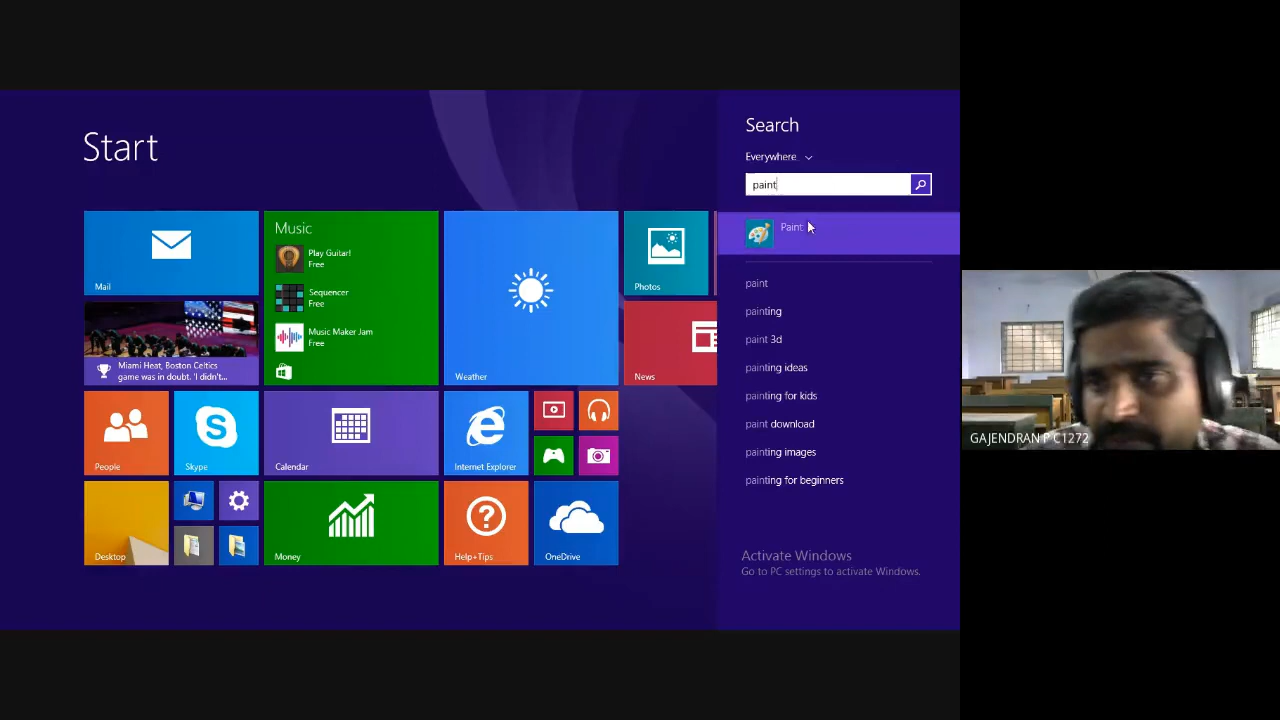 Start
Search
Everywhere
paint
Paint
paint
painting
paint 3d
painting ideas
painting for kids
paint download
painting images
painting for beginners
Activate Windows
Go to PC settings to activate Windows.
Mail
Music
Play Guitar!
Free
Sequencer
Free
Music Maker Jam
Free
Weather
Photos
Miami Heat, Boston Celtics
game was in doubt. 'I didn't...
News
People
Skype
Calendar
Internet Explorer
Desktop
Money
Help+Tips
OneDrive
GAJENDRAN P C1272